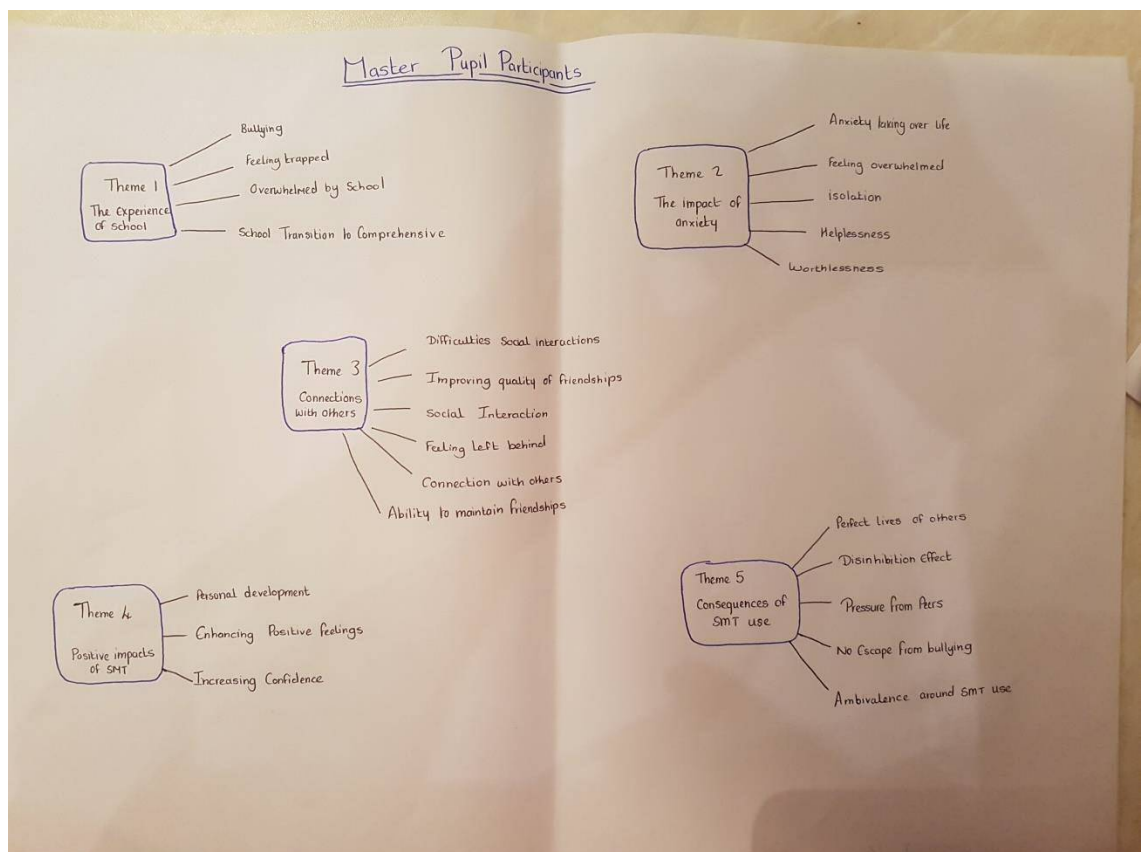 Master Pupil Participants
Theme 1
The Experience
of School
Bullying
Feeling trapped
Overwhelmed by School
School Transition to Comprehensive
Theme 2
The impact of
anxiety
Anxiety taking over life
Feeling overwhelmed
isolation
Helplessness
Worthlessness
Theme 3
Connections
with others
Difficulties Social interactions
Improving quality of friendships
Social Interaction
Feeling Left behind
Connection with others
Ability to maintain friendships
Theme 4
Positive impacts
of SMT
Personal development
Enhancing Positive feelings
Increasing Confidence
Theme 5
Consequences of
SMT use
Perfect lives of others
Disinhibition Effect
Pressure from Peers
No Escape from bullying
Ambivalence around SMT use